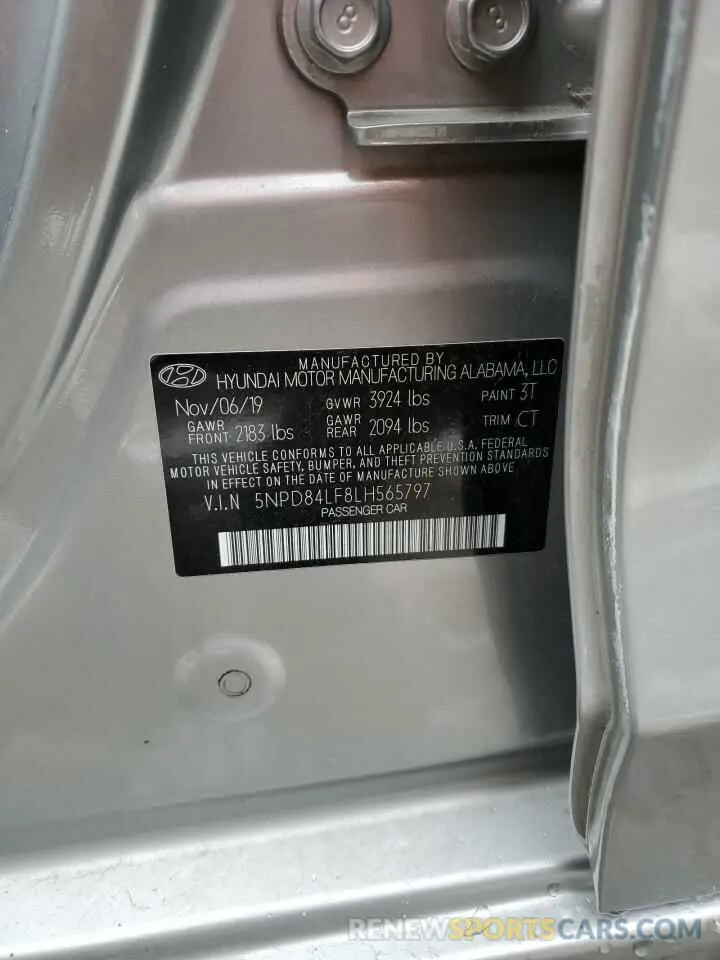 8
8
MANUFACTURED BY
HYUNDAI MOTOR MANUFACTURING ALABAMA, LLC
Nov/06/19 GVWR 3924 lbs PAINT 3T
GAWR FRONT 2183 lbs GAWR REAR 2094 lbs TRIM CT
THIS VEHICLE CONFORMS TO ALL APPLICABLE U.S.A. FEDERAL
MOTOR VEHICLE SAFETY, BUMPER, AND THEFT PREVENTION STANDARDS
IN EFFECT ON THE DATE OF MANUFACTURE SHOWN ABOVE
V.I.N 5NPD84LF8LH565797
PASSENGER CAR
RENEWSPORTSCARS.COM